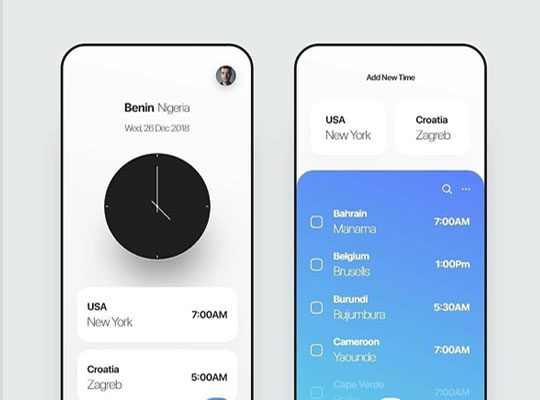 Benin Nigeria
Wed, 26 Dec 2018
USA
New York
7:00AM
Croatia
Zagreb
5:00AM
Add New Time
USA
New York
Croatia
Zagreb
Bahrain
Manama
7:00AM
Belgium
Brusells
1:00Pm
Burundi
Bujumbura
5:30AM
Cameroon
Yaounde
7:00AM
Cape Verde
7:00AM